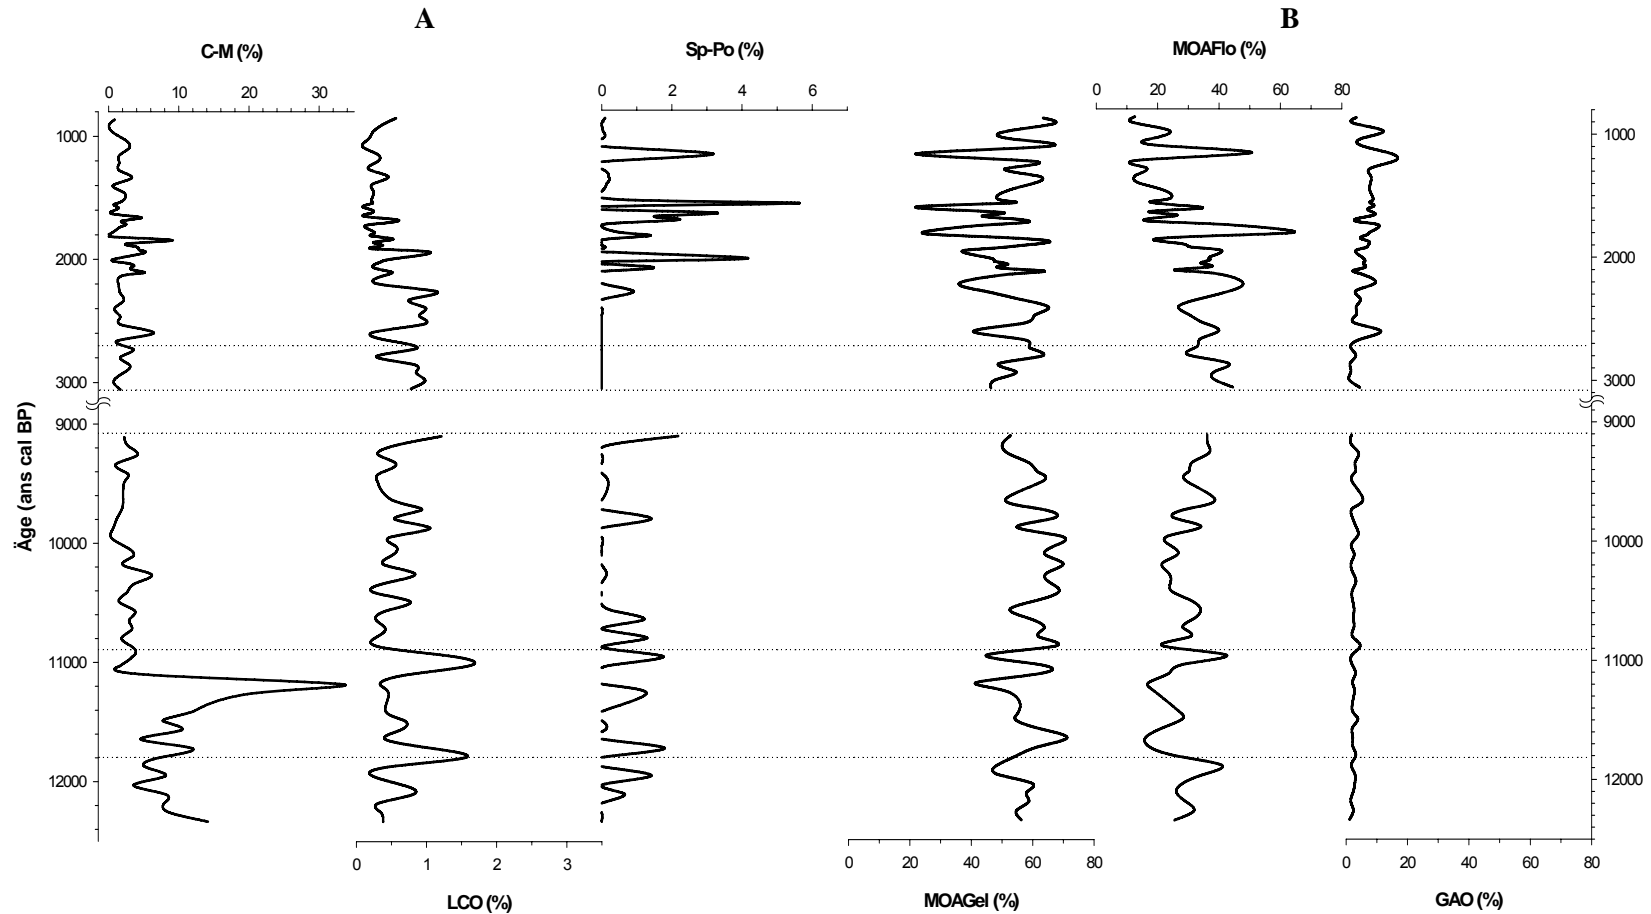 A B
C-M (%) Sp-Po (%) MOAFlo (%)
0 10 20 30 0 2 4 6 0 20 40 60 80
1000 1000
2000 2000
3000 3000
9000 9000
10000 10000
11000 11000
12000 12000
Äge (ans cal BP)
0 1 2 3 0 20 40 60 80 0 20 40 60 80
LCO (%) MOAGel (%) GAO (%)